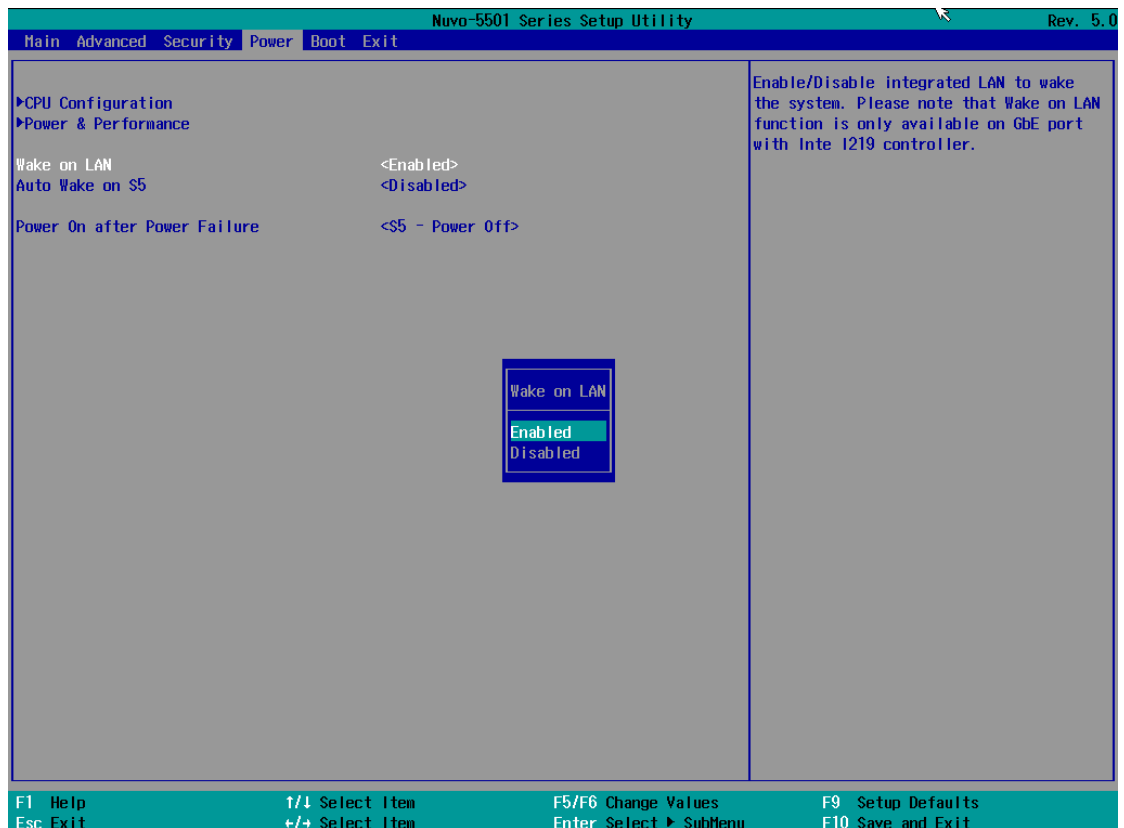 Nuvo-5501 Series Setup Utility Rev. 5.0
Main Advanced Security Power Boot Exit
▶CPU Configuration
▶Power & Performance
Wake on LAN <Enabled>
Auto Wake on S5 <Disabled>
Power On after Power Failure <S5 - Power Off>
Enable/Disable integrated LAN to wake
the system. Please note that Wake on LAN
function is only available on GbE port
with Inte I219 controller.
Wake on LAN
Enabled
Disabled
F1 Help ↑/↓ Select Item F5/F6 Change Values F9 Setup Defaults
Esc Exit ←/→ Select Item Enter Select ▶ SubMenu F10 Save and Exit